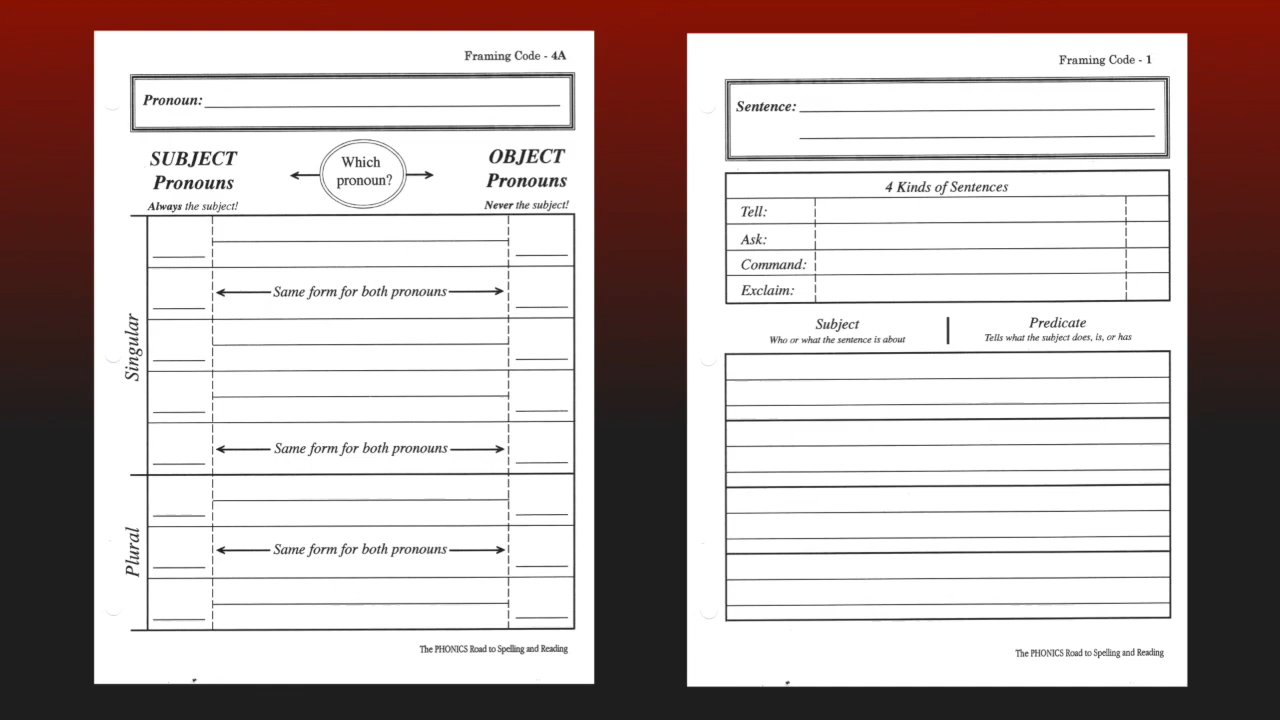 Framing Code - 4A
Pronoun:
SUBJECT
Pronouns
Always the subject!
Which
pronoun?
OBJECT
Pronouns
Never the subject!
Singular
Same form for both pronouns
Same form for both pronouns
Plural
Same form for both pronouns
The PHONICS Road to Spelling and Reading
Framing Code - 1
Sentence:
4 Kinds of Sentences
Tell:
Ask:
Command:
Exclaim:
Subject
Who or what the sentence is about
Predicate
Tells what the subject does, is, or has
The PHONICS Road to Spelling and Reading